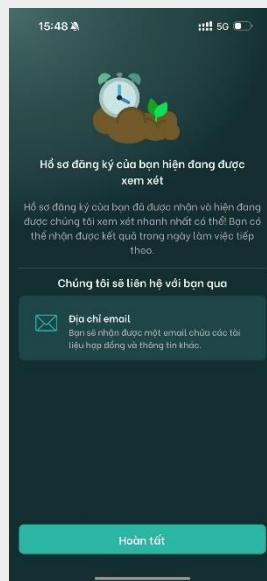 15:48
5G
Hồ sơ đăng ký của bạn hiện đang được
xem xét
Hồ sơ đăng ký của bạn đã được nhận và hiện đang
được chúng tôi xem xét nhanh nhất có thể! Bạn có
thể nhận được kết quả trong ngày làm việc tiếp
theo.
Chúng tôi sẽ liên hệ với bạn qua
Địa chỉ email
Bạn sẽ nhận được một email chứa các tài
liệu hợp đồng và thông tin khác.
Hoàn tất